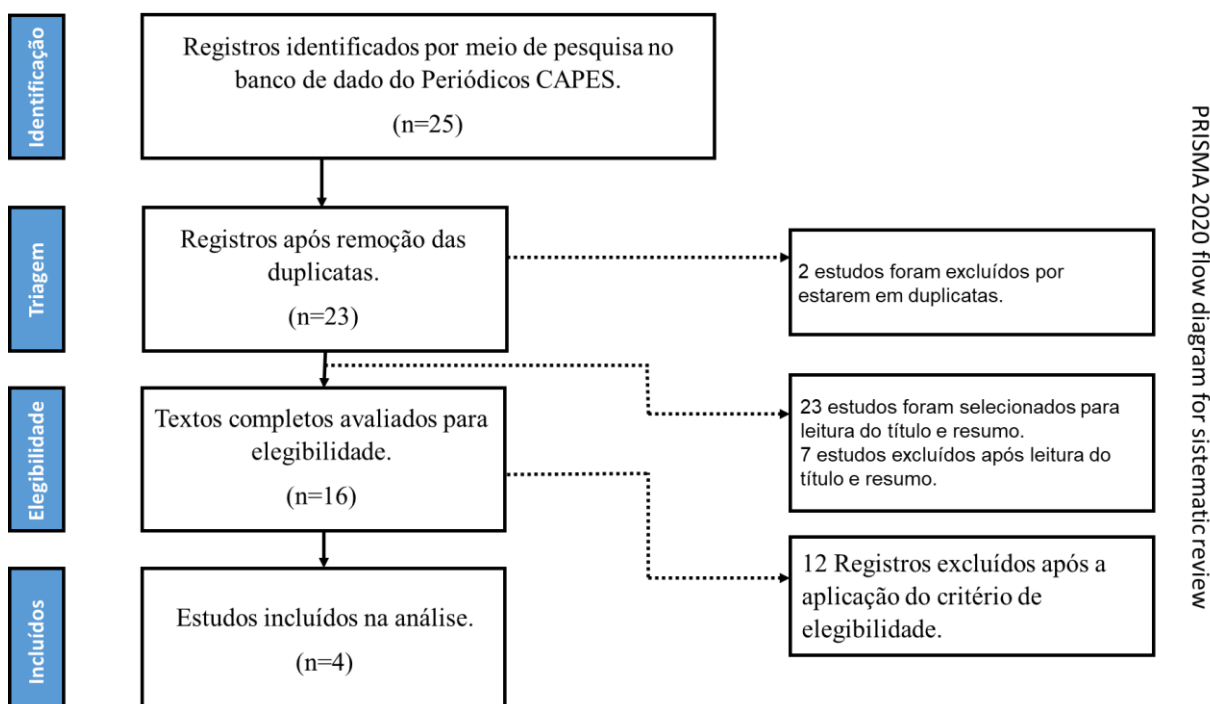 Identificação
Registros identificados por meio de pesquisa no
banco de dado do Periódicos CAPES.
(n=25)
Triagem
Registros após remoção das
duplicatas.
(n=23)
2 estudos foram excluídos por
estarem em duplicatas.
Elegibilidade
Textos completos avaliados para
elegibilidade.
(n=16)
23 estudos foram selecionados para
leitura do título e resumo.
7 estudos excluídos após leitura do
título e resumo.
12 Registros excluídos após a
aplicação do critério de
elegibilidade.
Incluídos
Estudos incluídos na análise.
(n=4)
PRISMA 2020 flow diagram for sistematic review